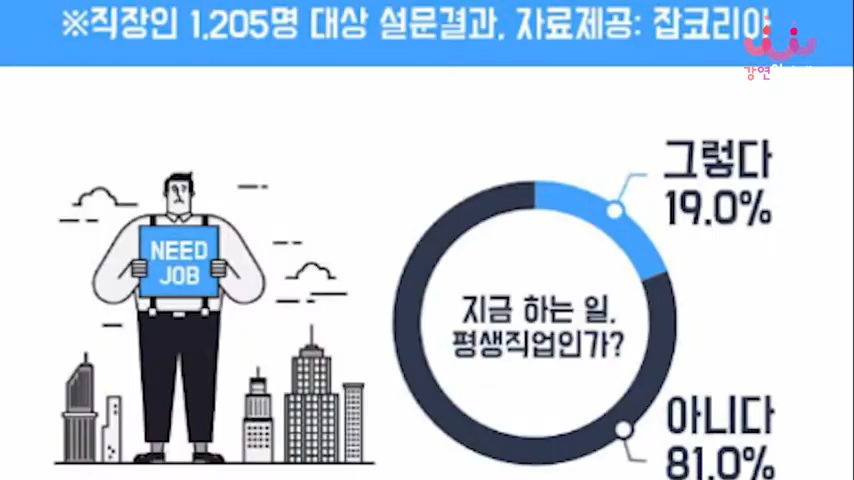 ※직장인 1,205명 대상 설문결과, 자료제공: 잡코리아
강연
그렇다
19.0%
NEED
JOB
지금 하는 일,
평생직업인가?
아니다
81.0%